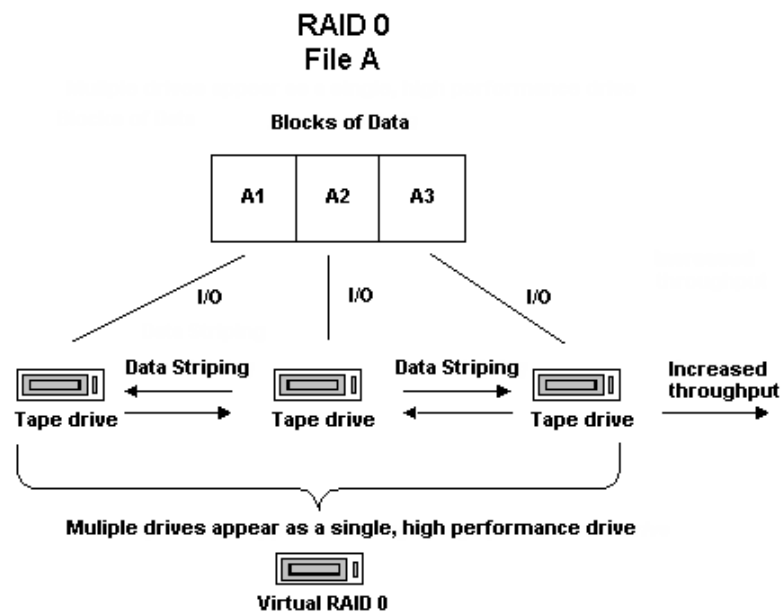 RAID 0
File A
Blocks of Data
A1 A2 A3
I/O I/O I/O
Data Striping Data Striping Increased
throughput
Tape drive Tape drive Tape drive
Muliple drives appear as a single, high performance drive
Virtual RAID 0